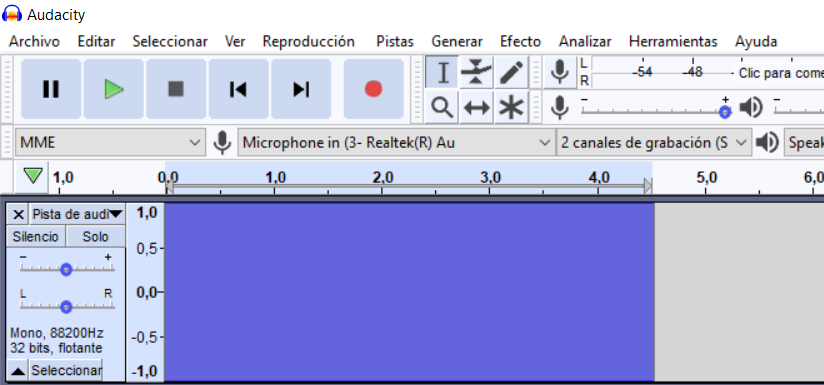 Audacity
Archivo Editar Seleccionar Ver Reproducción Pistas Generar Efecto Analizar Herramientas Ayuda
L
R
-54 -48 - Clic para come
- +
-
MME Microphone in (3- Realtek(R) Au 2 canales de grabación (S Speak
1,0 0,0 1,0 2,0 3,0 4,0 5,0 6,0
Pista de audi
Silencio Solo
- +
L R
Mono, 88200Hz
32 bits, flotante
Seleccionar
1,0
0,5-
0,0-
-0,5-
-1,0